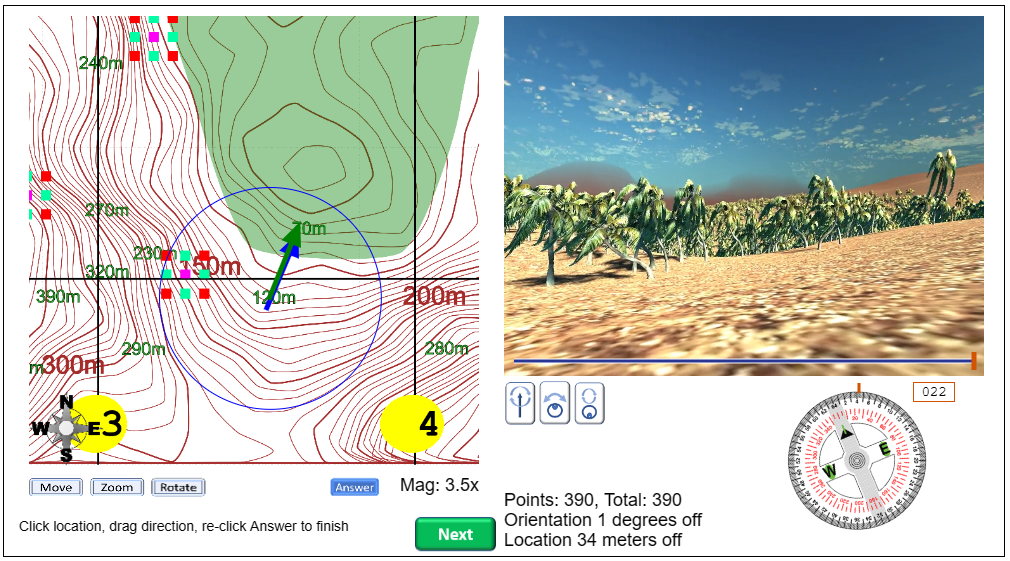 240m
270m
70m
230m
150m
320m
390m
120m
200m
290m
280m
m300m
N
W E
S
3
4
022
W E
Move
Zoom
Rotate
Answer
Mag: 3.5x
Click location, drag direction, re-click Answer to finish
Next
Points: 390, Total: 390
Orientation 1 degrees off
Location 34 meters off